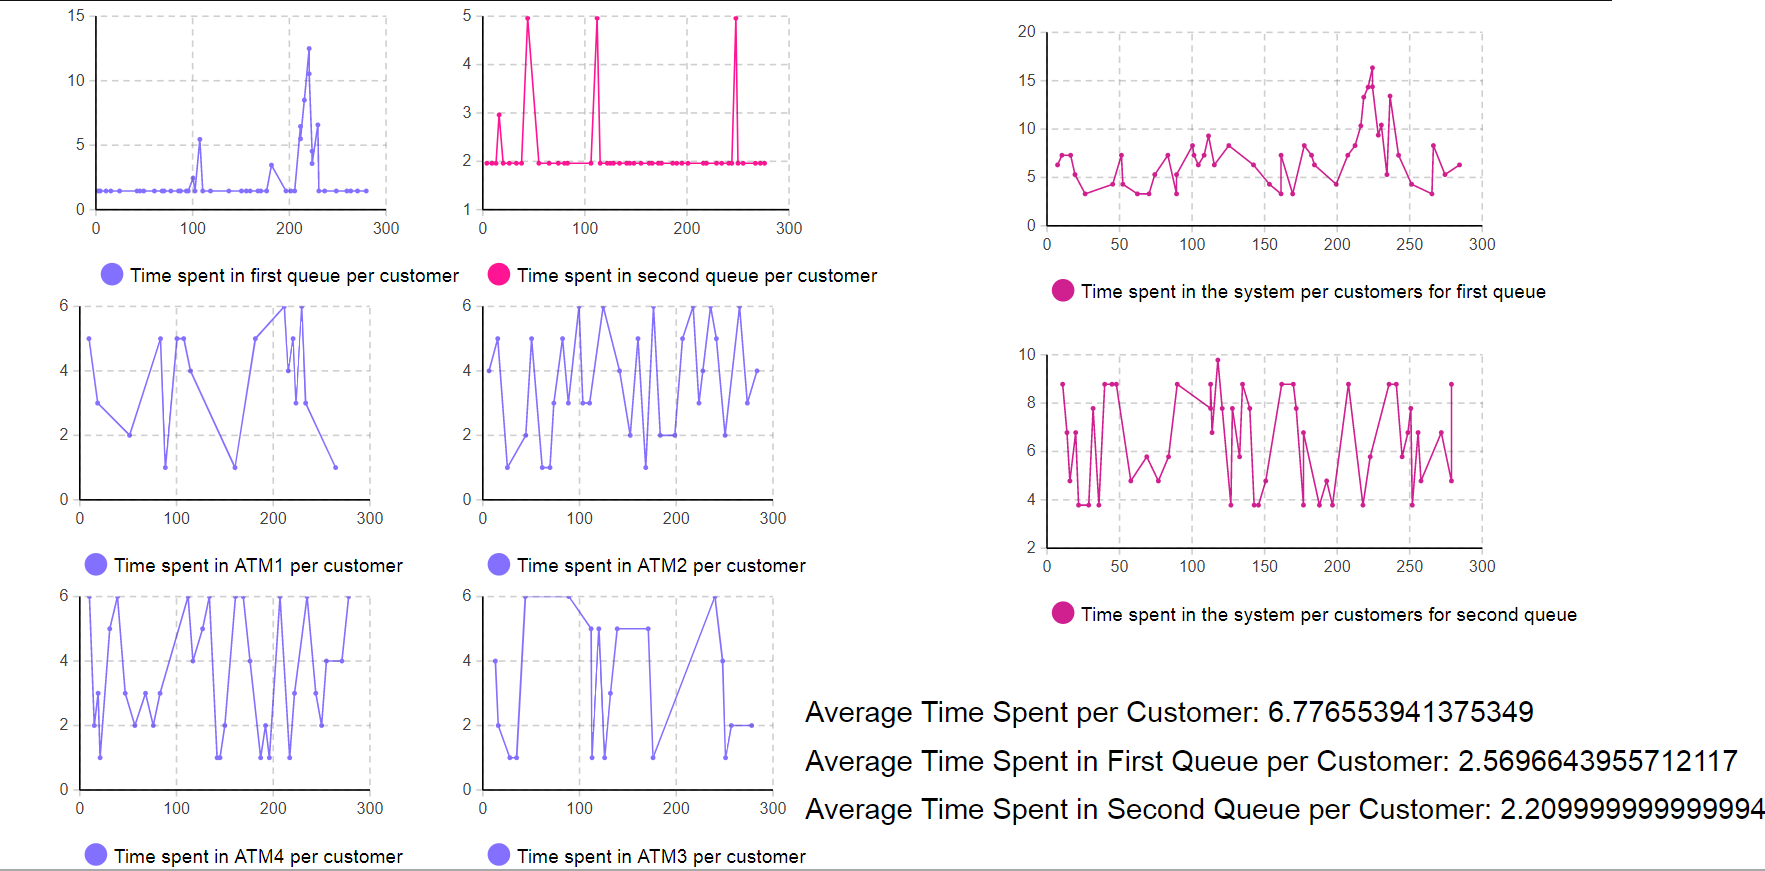 15
10
5
0
0 100 200 300
Time spent in first queue per customer
5
4
3
2
1
0 100 200 300
Time spent in second queue per customer
20
15
10
5
0
0 50 100 150 200 250 300
Time spent in the system per customers for first queue
6
4
2
0
0 100 200 300
Time spent in ATM1 per customer
6
4
2
0
0 100 200 300
Time spent in ATM2 per customer
10
8
6
4
2
0 50 100 150 200 250 300
Time spent in the system per customers for second queue
6
4
2
0
0 100 200 300
Time spent in ATM4 per customer
6
4
2
0
0 100 200 300
Time spent in ATM3 per customer
Average Time Spent per Customer: 6.776553941375349
Average Time Spent in First Queue per Customer: 2.5696643955712117
Average Time Spent in Second Queue per Customer: 2.209999999999994